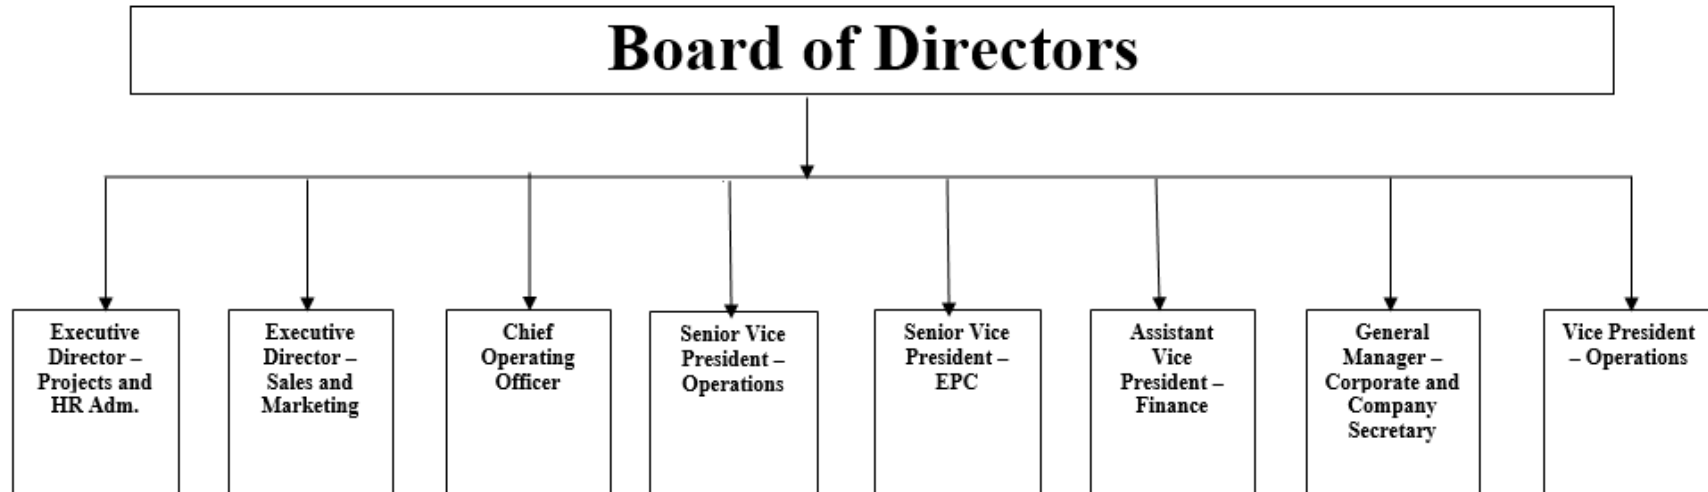 Board of Directors
Executive
Director –
Projects and
HR Adm.
Executive
Director –
Sales and
Marketing
Chief
Operating
Officer
Senior Vice
President –
Operations
Senior Vice
President –
EPC
Assistant
Vice
President –
Finance
General
Manager –
Corporate and
Company
Secretary
Vice President
– Operations